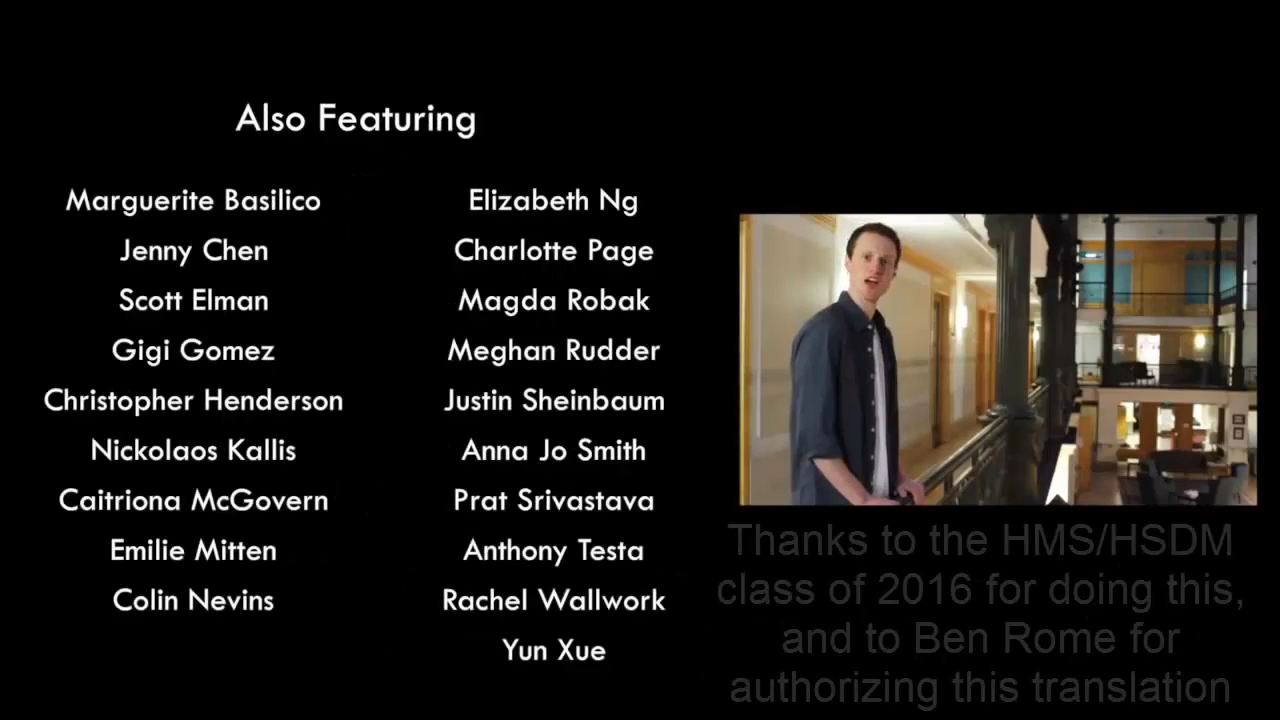 Also Featuring
Marguerite Basilico
Jenny Chen
Scott Elman
Gigi Gomez
Christopher Henderson
Nickolaos Kallis
Caitriona McGovern
Emilie Mitten
Colin Nevins
Elizabeth Ng
Charlotte Page
Magda Robak
Meghan Rudder
Justin Sheinbaum
Anna Jo Smith
Prat Srivastava
Anthony Testa
Rachel Wallwork
Yun Xue
Thanks to the HMS/HSDM
class of 2016 for doing this,
and to Ben Rome for
authorizing this translation